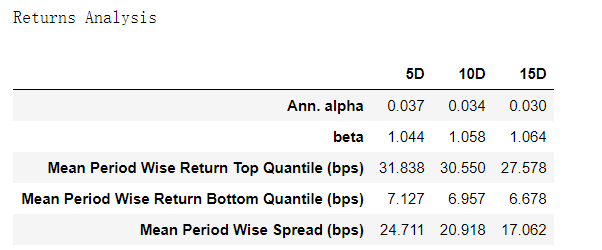 Returns Analysis
5D 10D 15D
Ann. alpha 0.037 0.034 0.030
beta 1.044 1.058 1.064
Mean Period Wise Return Top Quantile (bps) 31.838 30.550 27.578
Mean Period Wise Return Bottom Quantile (bps) 7.127 6.957 6.678
Mean Period Wise Spread (bps) 24.711 20.918 17.062